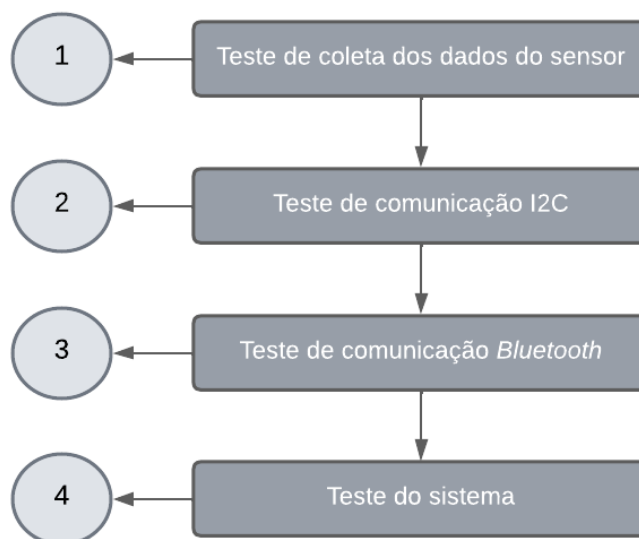 1
Teste de coleta dos dados do sensor
2
Teste de comunicação I2C
3
Teste de comunicação Bluetooth
4
Teste do sistema